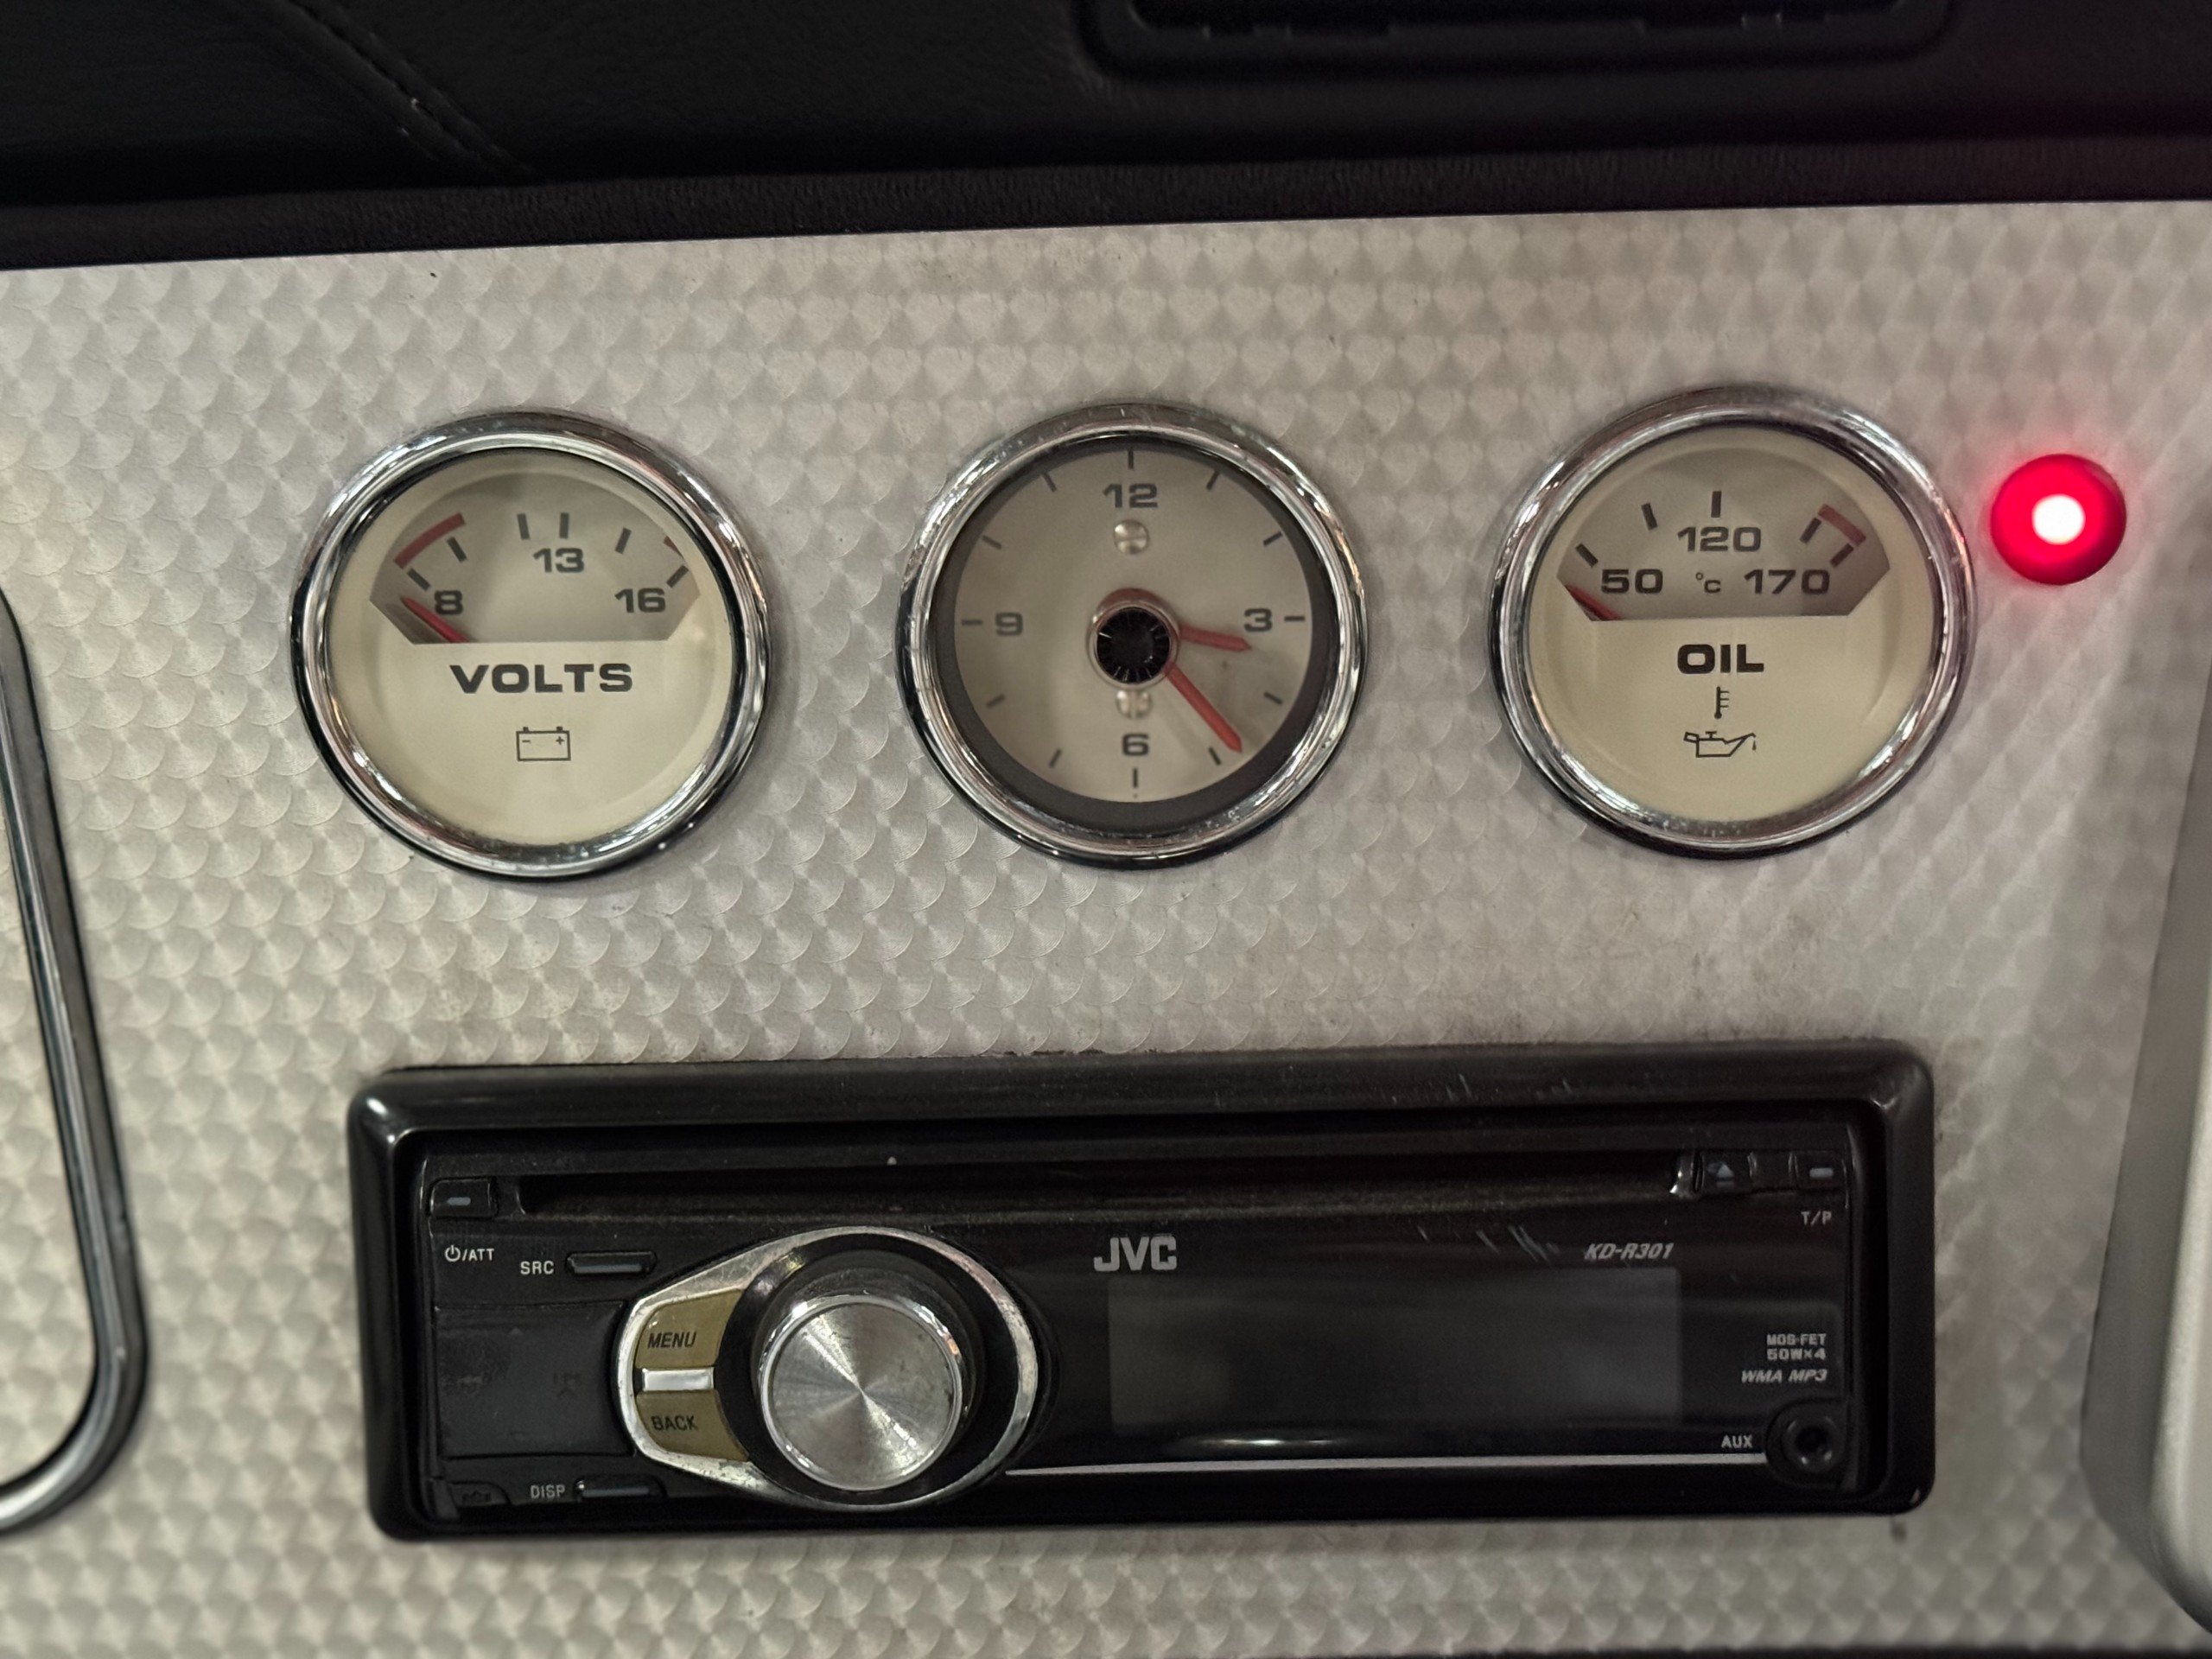 8 13 16
VOLTS
- +
12
9 3
6
120
50 °C 170
OIL
T/P
/ATT
SRC
JVC
KD-R301
MENU
MOS-FET
50W×4
WMA MP3
BACK
AUX
DISP